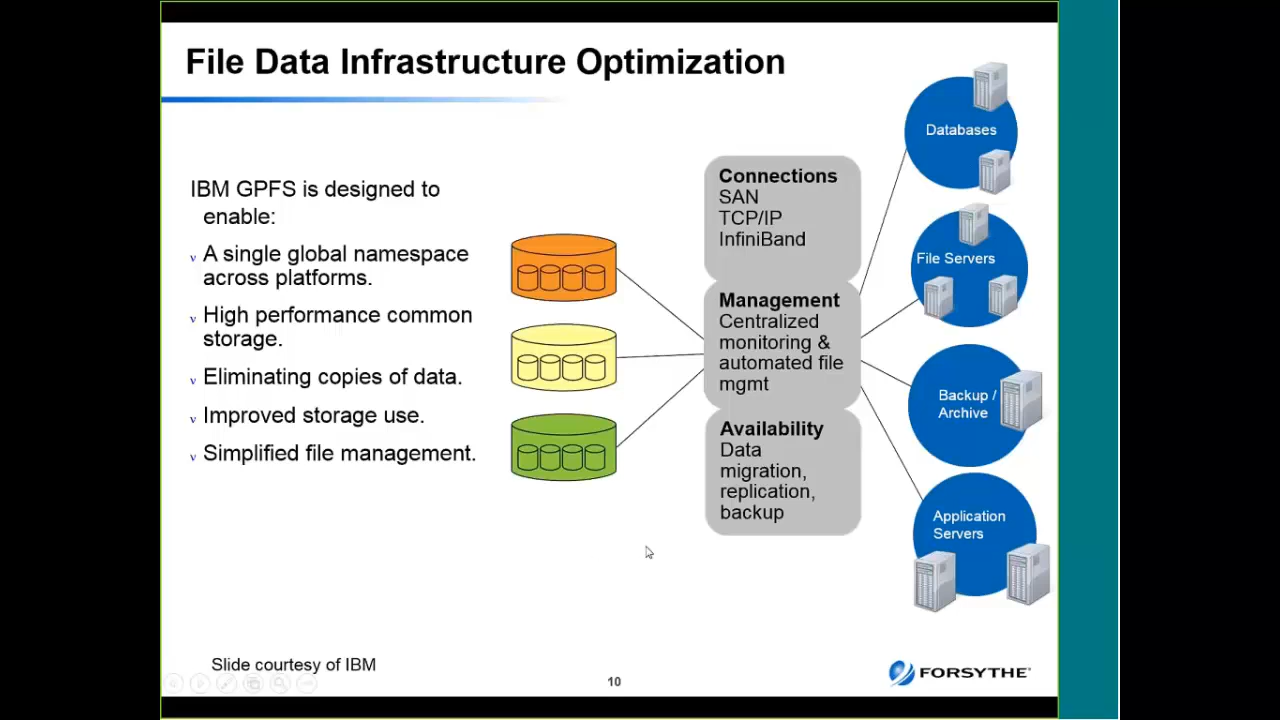 File Data Infrastructure Optimization
IBM GPFS is designed to
enable:
v A single global namespace
across platforms.
v High performance common
storage.
v Eliminating copies of data.
v Improved storage use.
v Simplified file management.
Connections
SAN
TCP/IP
InfiniBand
Management
Centralized
monitoring &
automated file
mgmt
Availability
Data
migration,
replication,
backup
Databases
File Servers
Backup /
Archive
Application
Servers
Slide courtesy of IBM
10
FORSYTHE